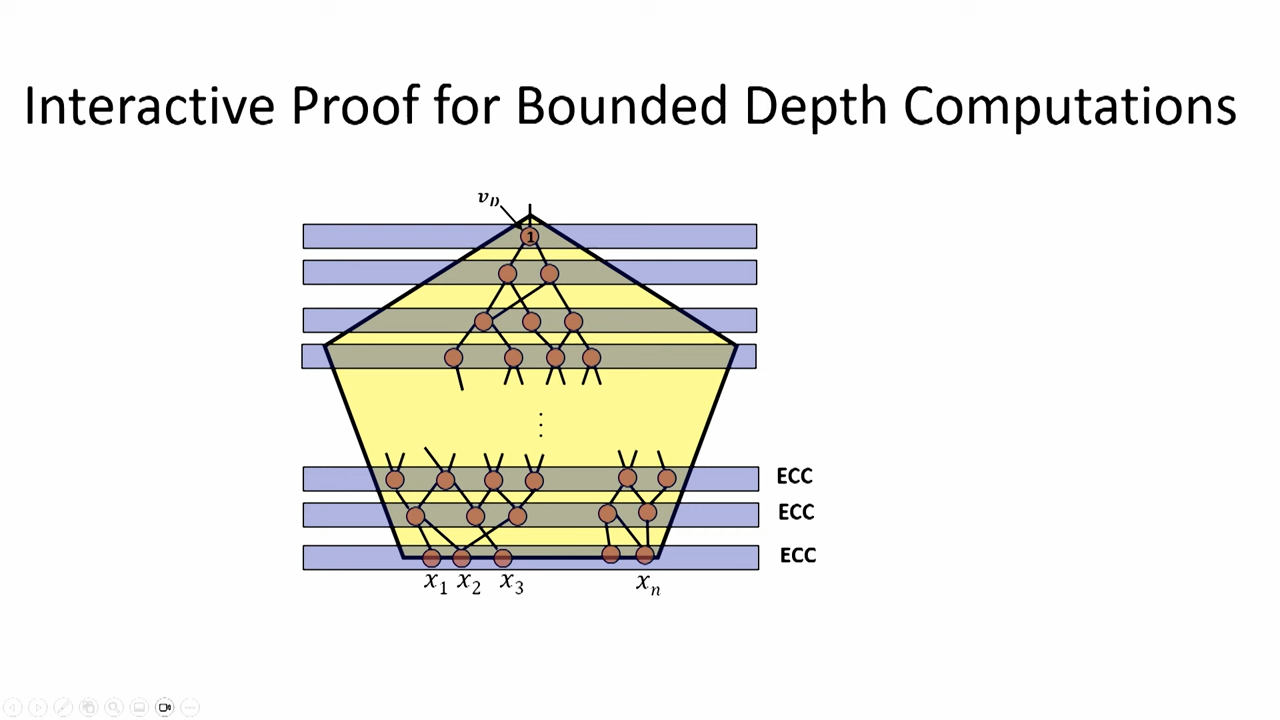 Interactive Proof for Bounded Depth Computations
v_D
1
ECC
ECC
ECC
x_1 x_2 x_3 x_n